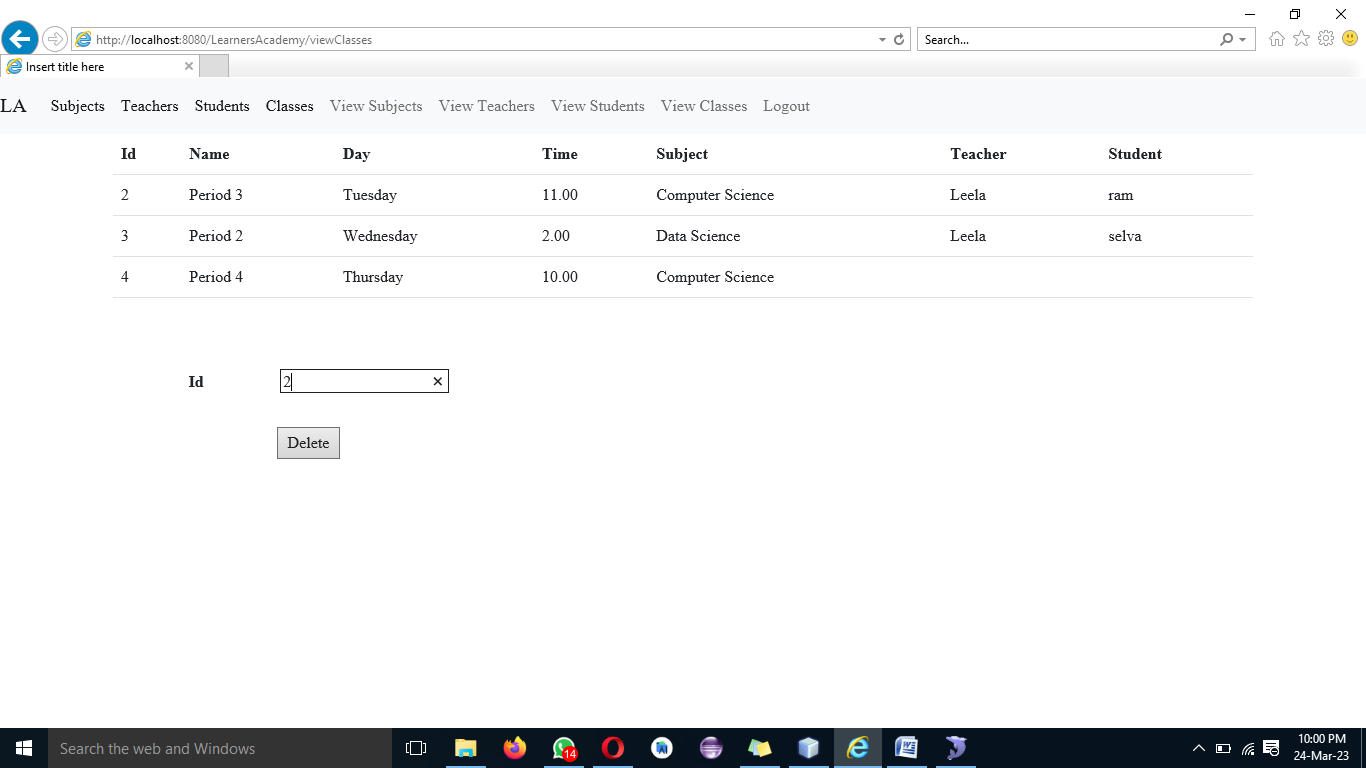 http://localhost:8080/LearnersAcademy/viewClasses
Search...
Insert title here
LA Subjects Teachers Students Classes View Subjects View Teachers View Students View Classes Logout
Id Name Day Time Subject Teacher Student
2 Period 3 Tuesday 11.00 Computer Science Leela ram
3 Period 2 Wednesday 2.00 Data Science Leela selva
4 Period 4 Thursday 10.00 Computer Science
Id 2
Delete
Search the web and Windows
14
10:00 PM
24-Mar-23